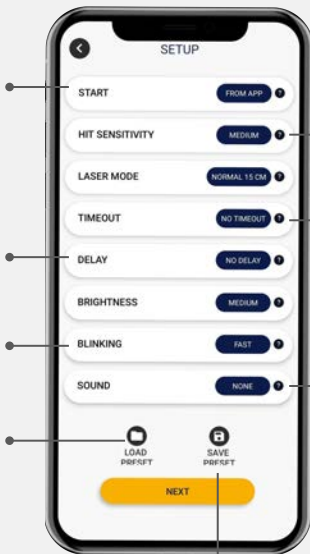 SETUP
START FROM APP ?
HIT SENSITIVITY MEDIUM ?
LASER MODE NORMAL 15 CM ?
TIMEOUT NO TIMEOUT ?
DELAY NO DELAY ?
BRIGHTNESS MEDIUM ?
BLINKING FAST ?
SOUND NONE ?
LOAD SAVE
PRESET PRESET
NEXT